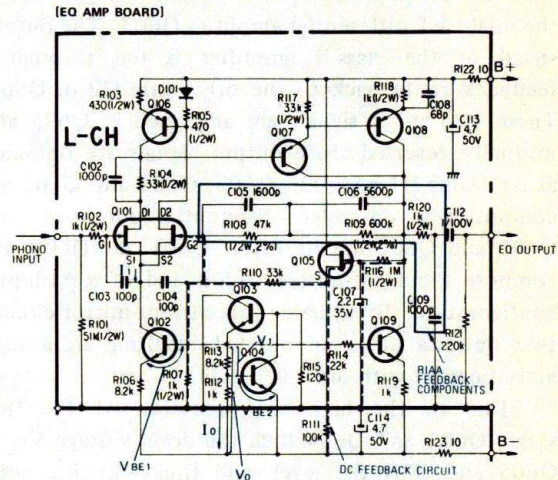 [EQ AMP BOARD]
L-CH
430(1/2W)
Q106
D101
R105
470
(1/2W)
R117
33k
(1/2W)
Q107
R118
1k(1/2W)
Q108
C108
68p
R122 10
B+
C113
4.7
50V
1000p
R104
33k(1/2W)
C105 1600p
C106 5600p
R120
1k
(1/2W)
C112
1/100V
R102
1k(1/2W)
Q101
D1
D2
G1
G2
S1
S2
R108 47k
(1/2W,2%)
R109 600k
(1/2W,2%)
PHONO
INPUT
EQ OUTPUT
C103
100p
C104
100p
R110 33k
Q105
S
R116 1M
(1/2W)
C109
1000p
R101
51k(1/2W)
Q102
Q103
C107
2.2
35V
Q109
R121
220k
V1
R106
8.2k
R107
1k
(1/2W)
R113
8.2k
R112
1k
Q104
VBE2
R115
120k
R114
22k
R119
1k
RIAA
FEEDBACK
COMPONENTS
I0
R111
100k
C114
4.7
50V
VBE1
V0
DC FEEDBACK CIRCUIT
R123 10
B-